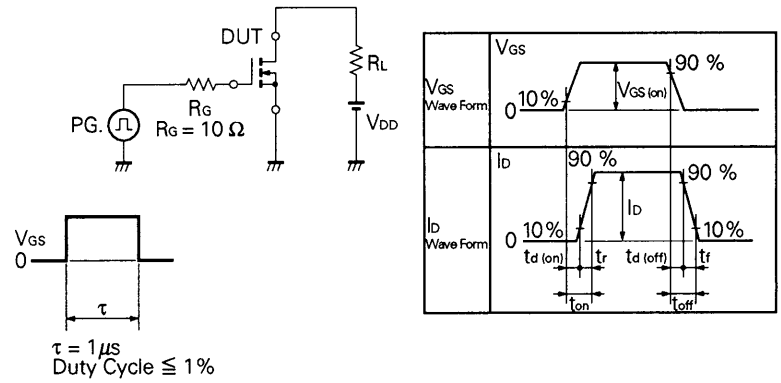 DUT
RL
RG
PG.
RG = 10 Ω
VDD
VGS
0
τ
τ = 1μs
Duty Cycle ≦ 1%
VGS
Wave Form
VGS
90 %
10%
VGS (on)
0
ID
Wave Form
ID
90 %
90 %
ID
10%
0
10%
td (on)
tr
td (off)
tf
ton
toff